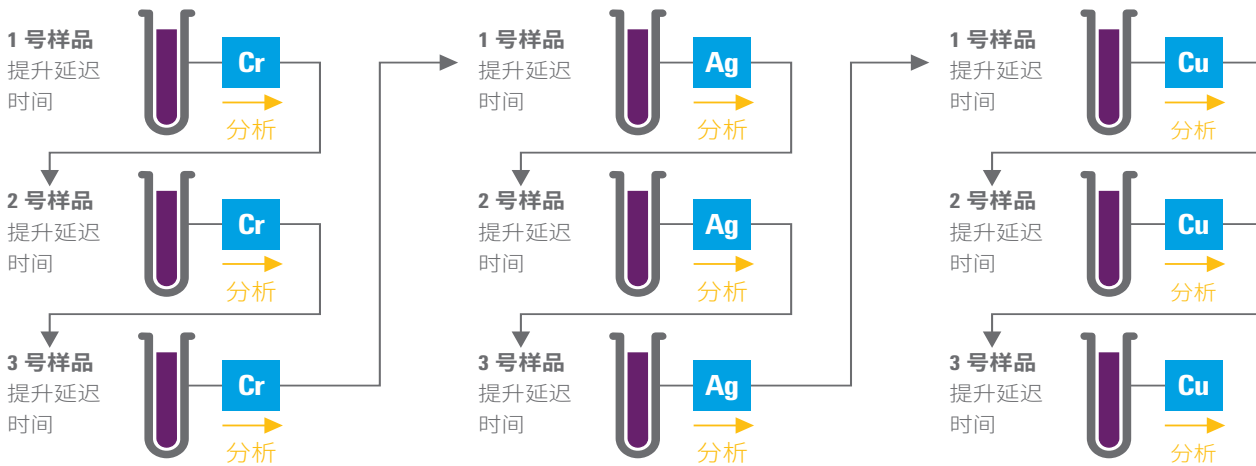 1 号样品
提升延迟
时间
Cr
分析
2 号样品
提升延迟
时间
Cr
分析
3 号样品
提升延迟
时间
Cr
分析
1 号样品
提升延迟
时间
Ag
分析
2 号样品
提升延迟
时间
Ag
分析
3 号样品
提升延迟
时间
Ag
分析
1 号样品
提升延迟
时间
Cu
分析
2 号样品
提升延迟
时间
Cu
分析
3 号样品
提升延迟
时间
Cu
分析